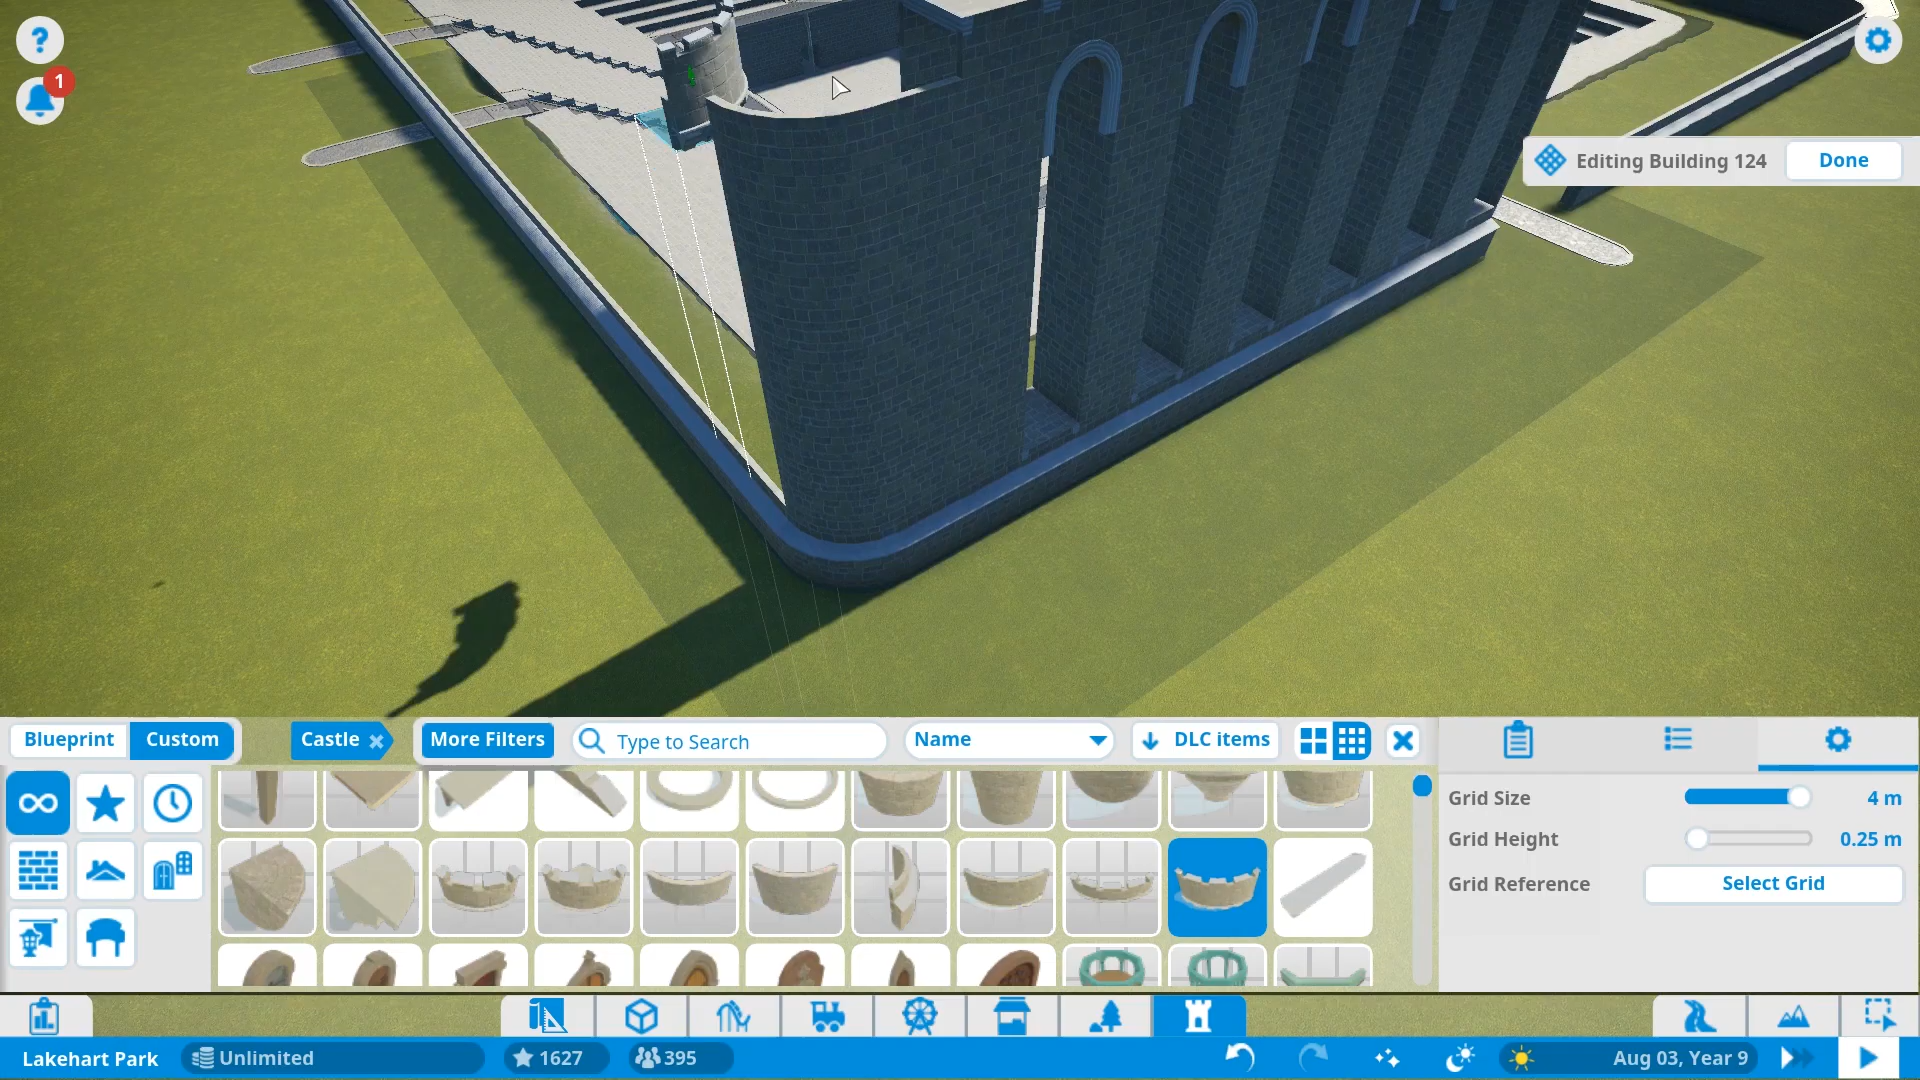 ?
1
Editing Building 124
Done
Blueprint
Custom
Castle
More Filters
Type to Search
Name
DLC items
Grid Size
4 m
Grid Height
0.25 m
Grid Reference
Select Grid
Lakehart Park
Unlimited
1627
395
Aug 03, Year 9